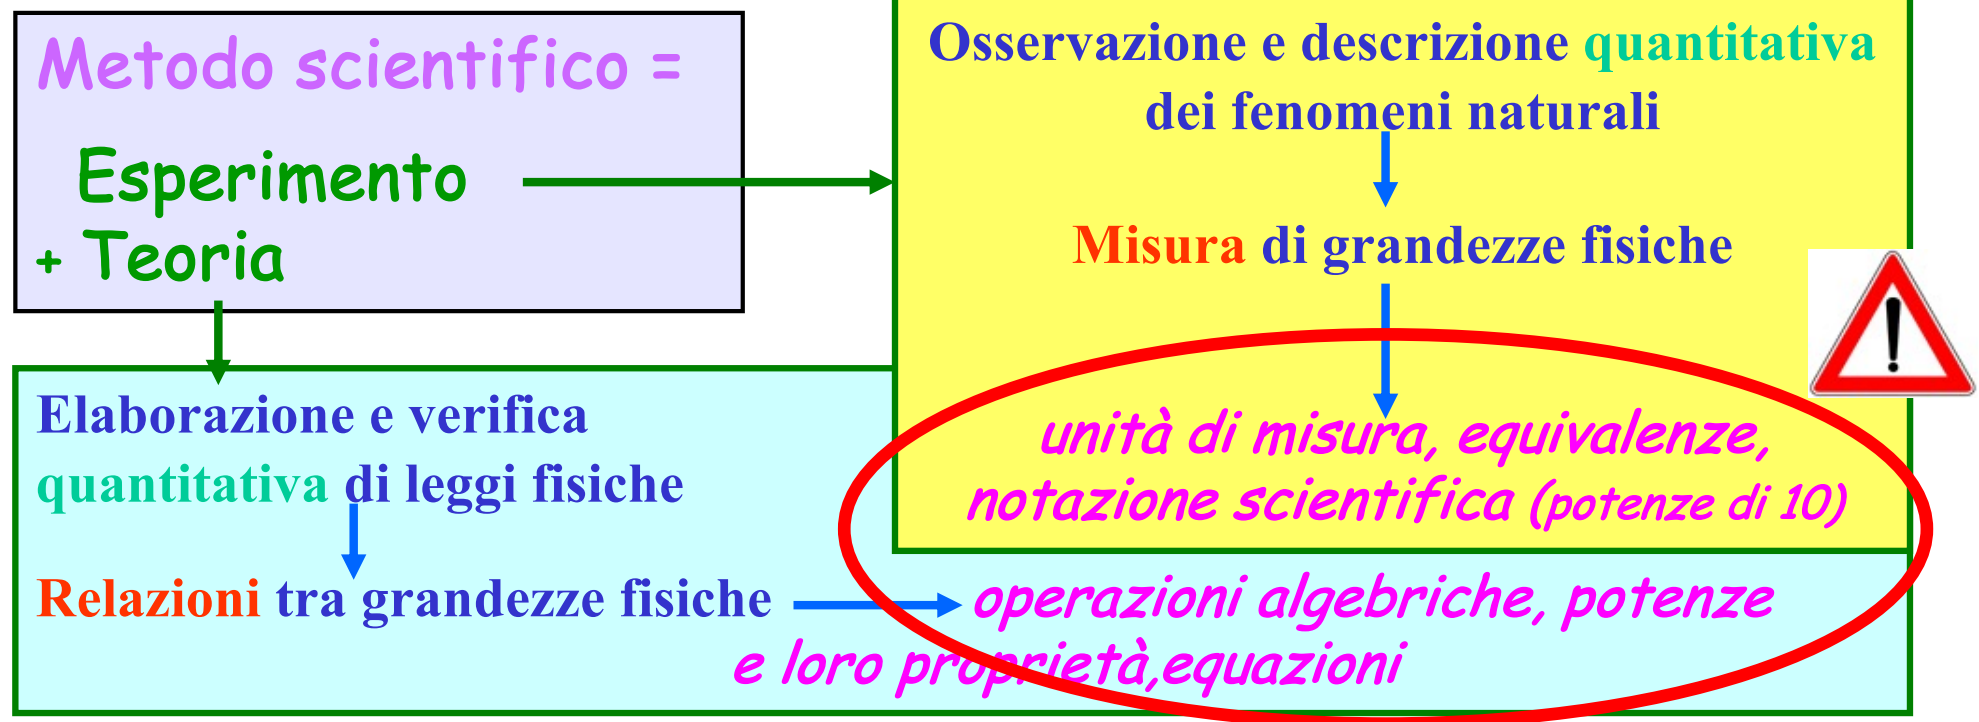 Metodo scientifico =
Esperimento
+ Teoria
Osservazione e descrizione quantitativa
dei fenomeni naturali
Misura di grandezze fisiche
unità di misura, equivalenze,
notazione scientifica (potenze di 10)
Elaborazione e verifica
quantitativa di leggi fisiche
Relazioni tra grandezze fisiche
operazioni algebriche, potenze
e loro proprietà,equazioni